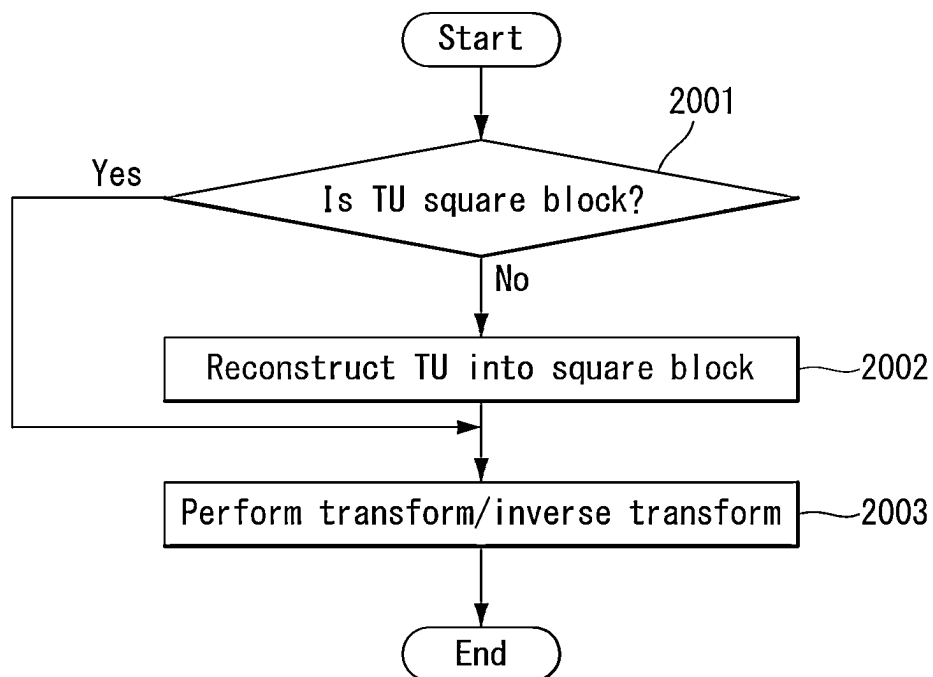 Start
2001
Yes
Is TU square block?
No
Reconstruct TU into square block
2002
Perform transform/inverse transform
2003
End